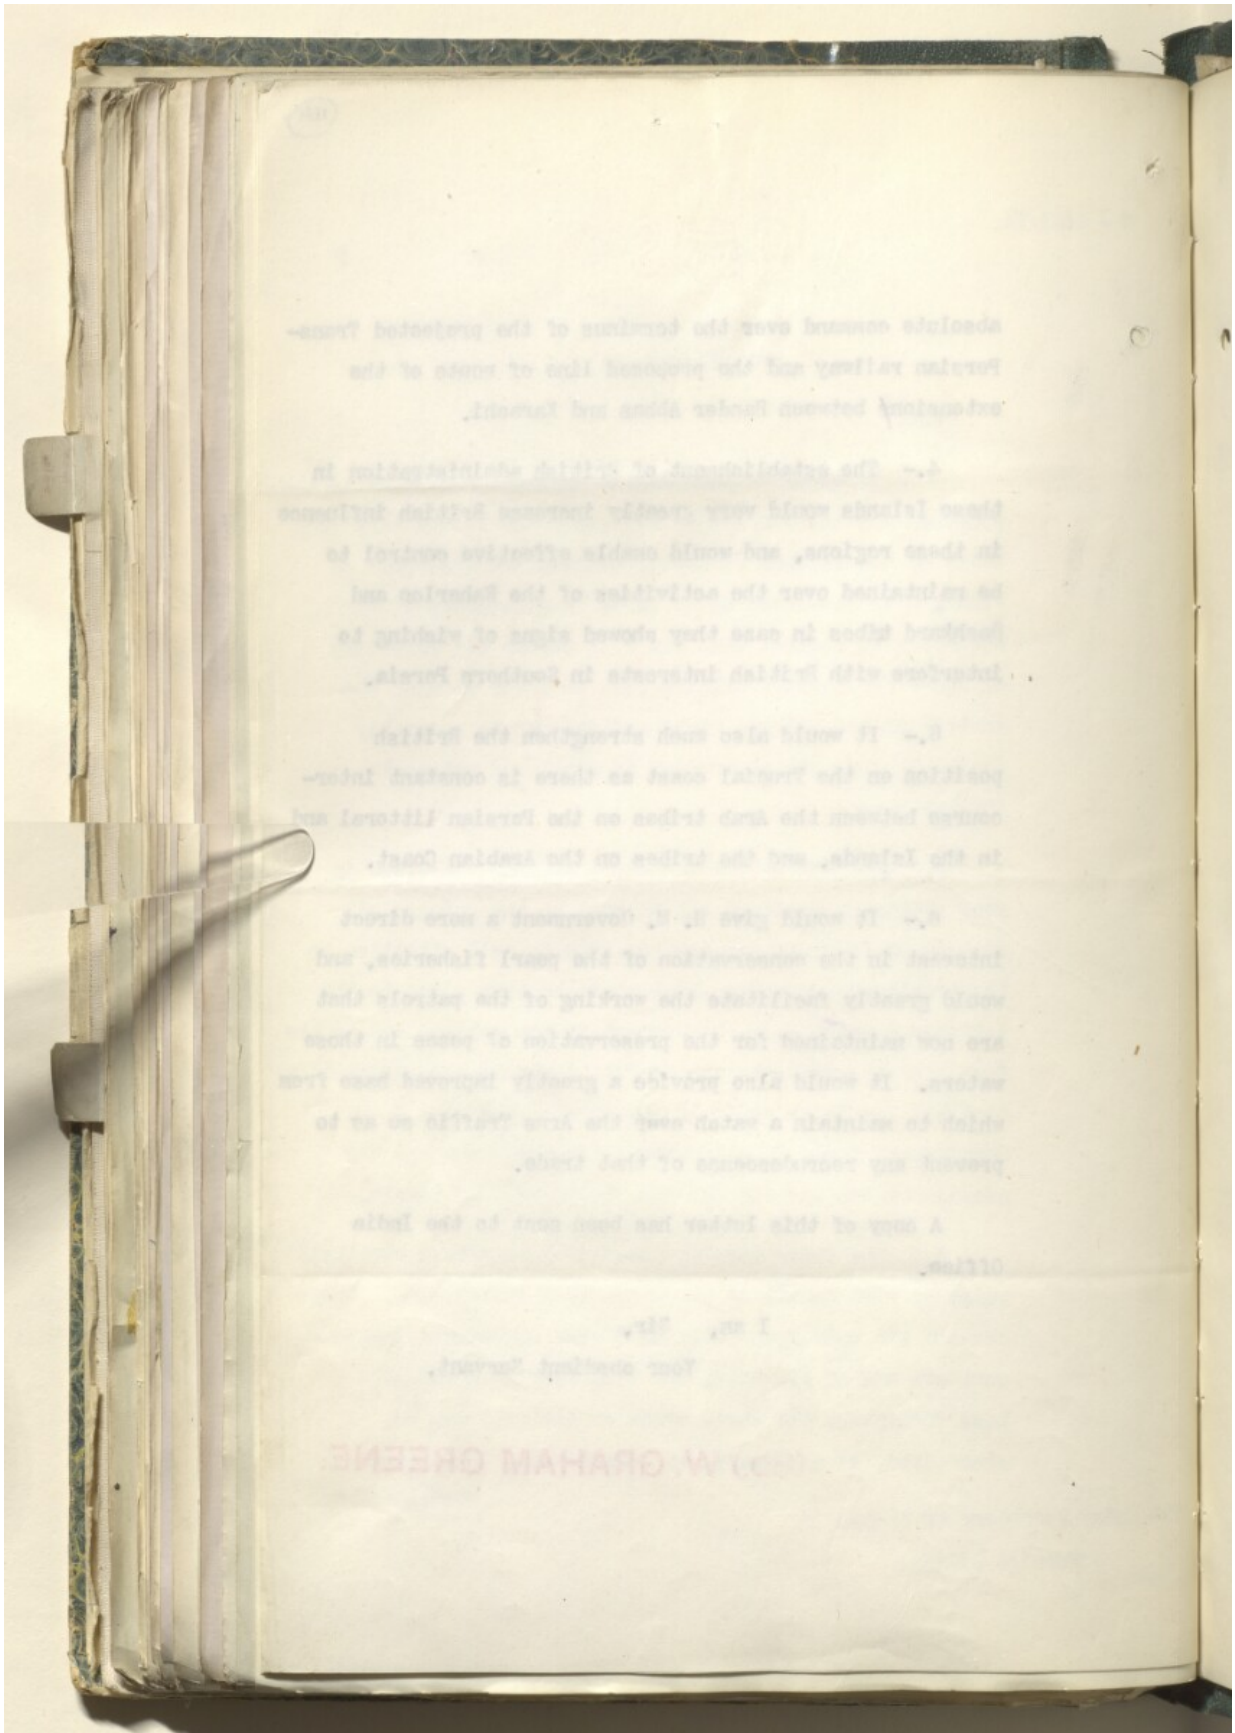 absolute command over the terminus of the projected Trans-
Persian railway and the proposed line of route of the
extensions between Bandar Abbas and Karachi.
4.- The establishment of British administration in
these Islands would very greatly increase British influence
in these regions, and would enable effective control to
be maintained over the activities of the Baharlen and
Bashkard tibes in case they showed signs of wishing to
interfere with British interests in Southern Persia.
5.- It would also much strengthen the British
position on the Trucial coast as there is constant inter-
course between the Arab tribes on the Persian littoral and
in the Islands, and the tribes on the Arabian Coast.
6.- It would give H. M. Government a more direct
interest in the conservation of the pearl fisheries, and
would greatly facilitate the working of the patrols that
are now maintained for the preservation of peace in those
waters. It would also provide a greatly improved base from
which to maintain a watch over the Arms Traffic so as to
prevent any recrudescence of that trade.
A copy of this letter has been sent to the India
Office.
I am, Sir,
Your obedient Servant,
W. GRAHAM GREENE.